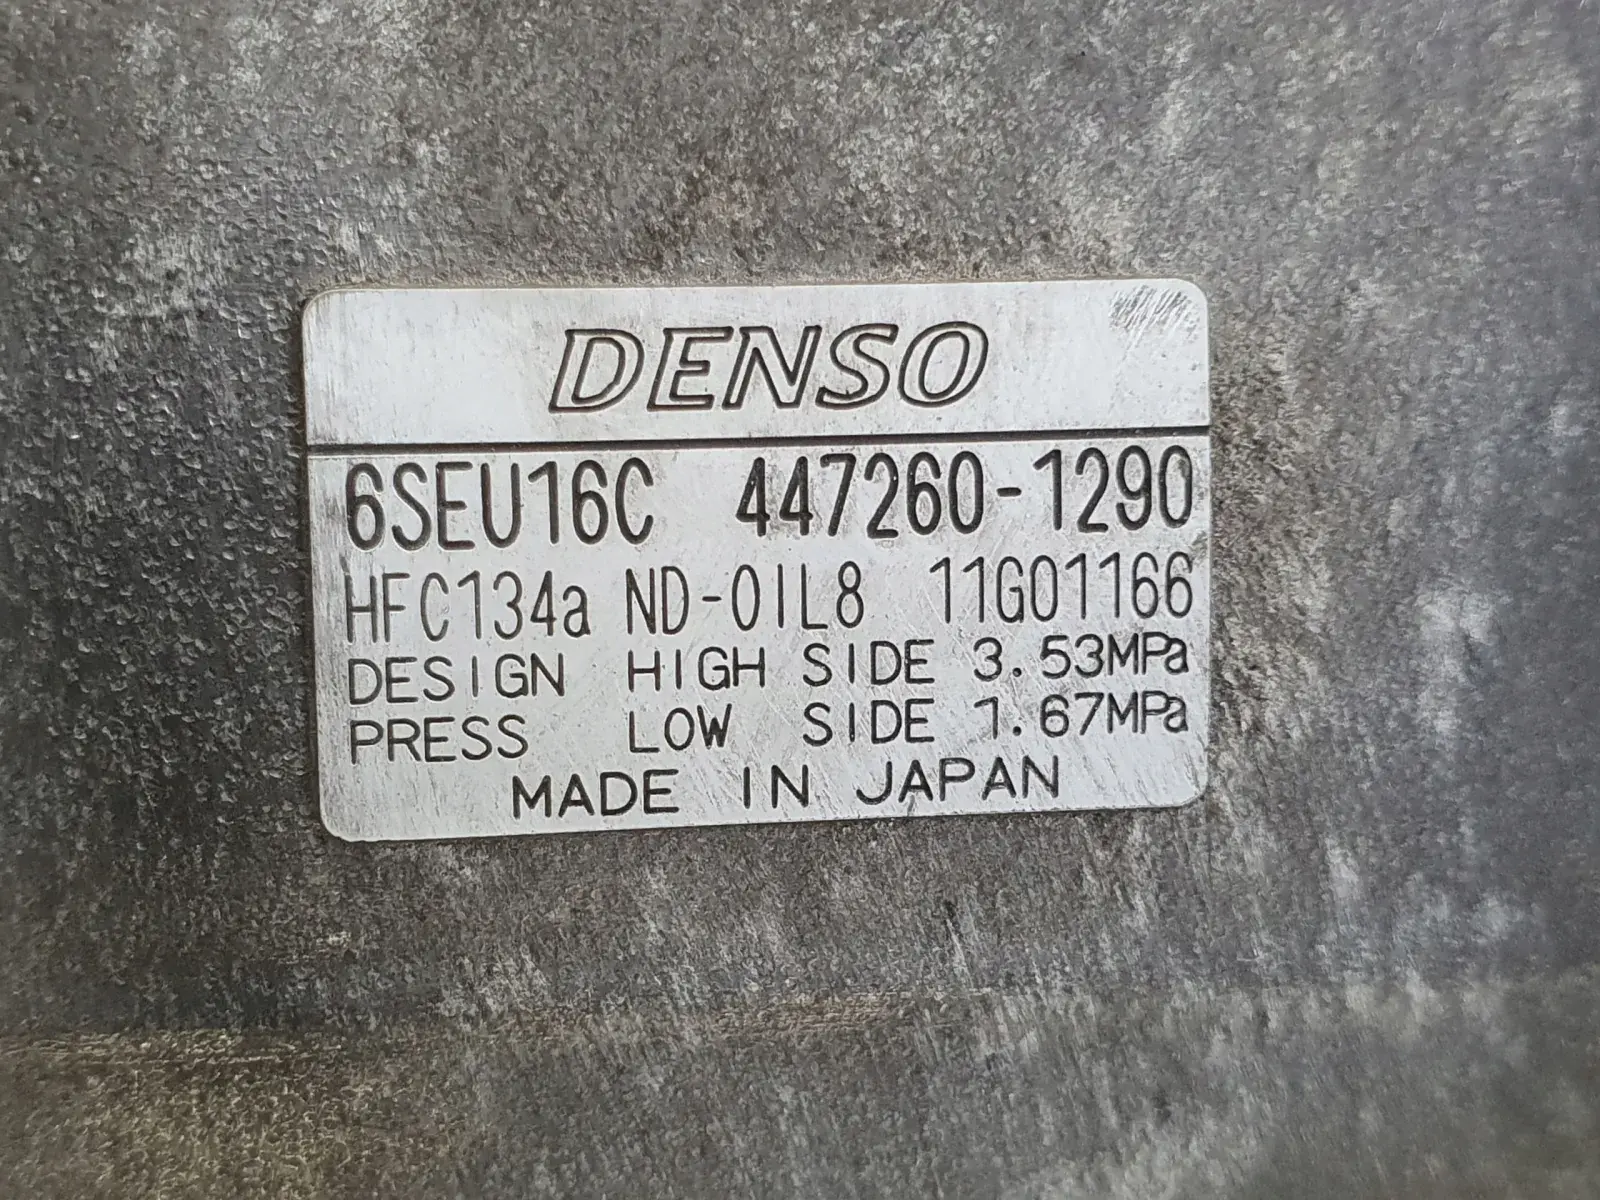 DENSO
6SEU16C 447260-1290
HFC134a ND-OIL8 11G01166
DESIGN HIGH SIDE 3.53MPa
PRESS LOW SIDE 1.67MPa
MADE IN JAPAN